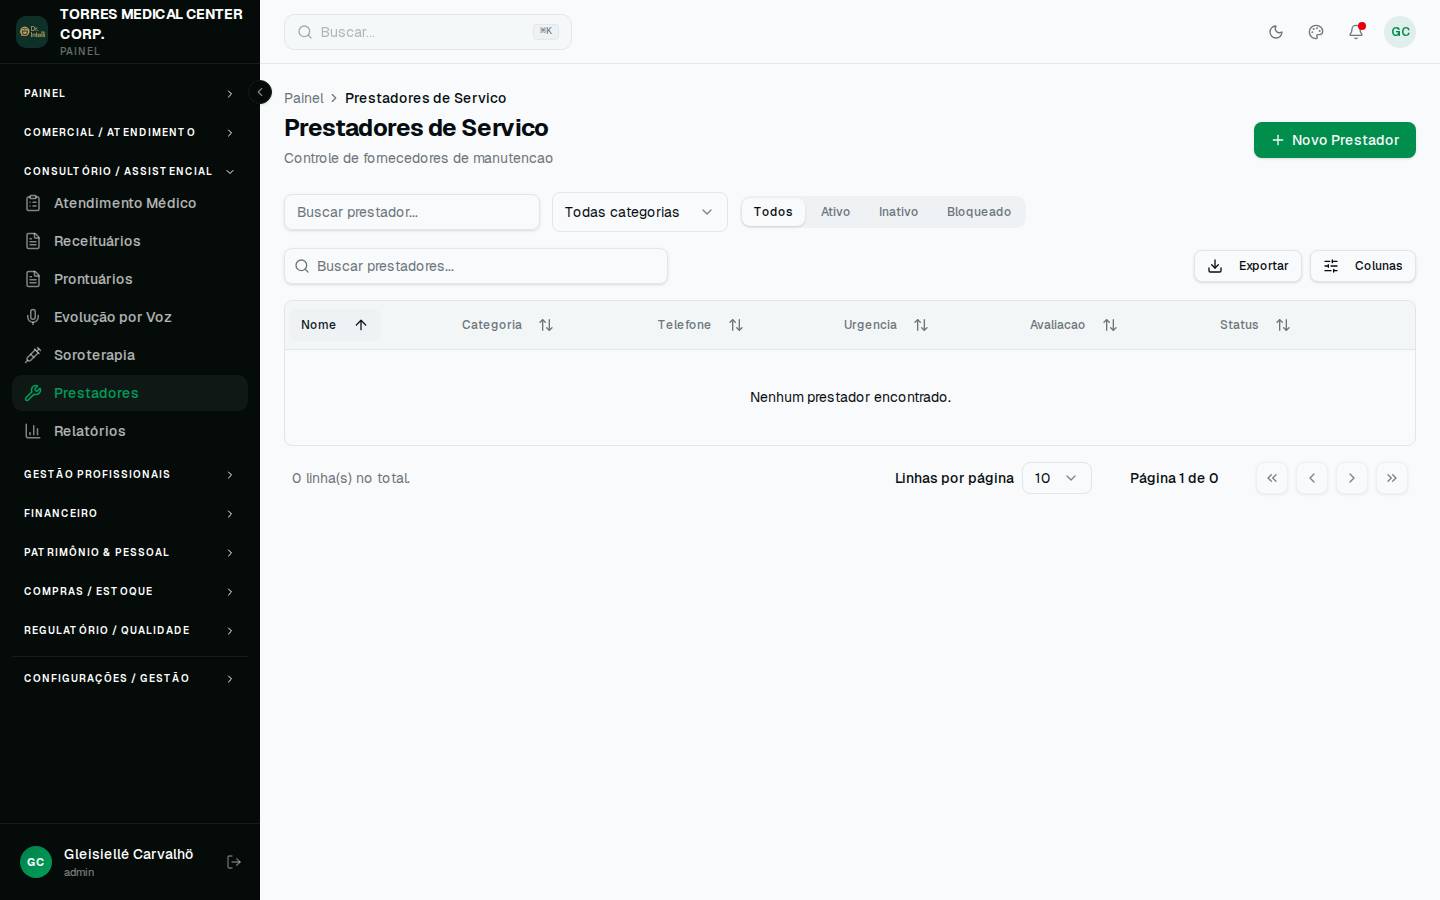 TORRES MEDICAL CENTER
CORP.
PAINEL
PAINEL
COMERCIAL / ATENDIMENTO
CONSULTÓRIO / ASSISTENCIAL
Atendimento Médico
Receituários
Prontuários
Evolução por Voz
Soroterapia
Prestadores
Relatórios
GESTÃO PROFISSIONAIS
FINANCEIRO
PATRIMÔNIO & PESSOAL
COMPRAS / ESTOQUE
REGULATÓRIO / QUALIDADE
CONFIGURAÇÕES / GESTÃO
GC
Gleisiellé Carvalhö
admin
Buscar...
⌘K
GC
Painel
Prestadores de Servico
Prestadores de Servico
Controle de fornecedores de manutencao
Novo Prestador
Buscar prestador...
Todas categorias
Todos
Ativo
Inativo
Bloqueado
Buscar prestadores...
Exportar
Colunas
Nome
Categoria
Telefone
Urgencia
Avaliacao
Status
Nenhum prestador encontrado.
0 linha(s) no total.
Linhas por página
10
Página 1 de 0